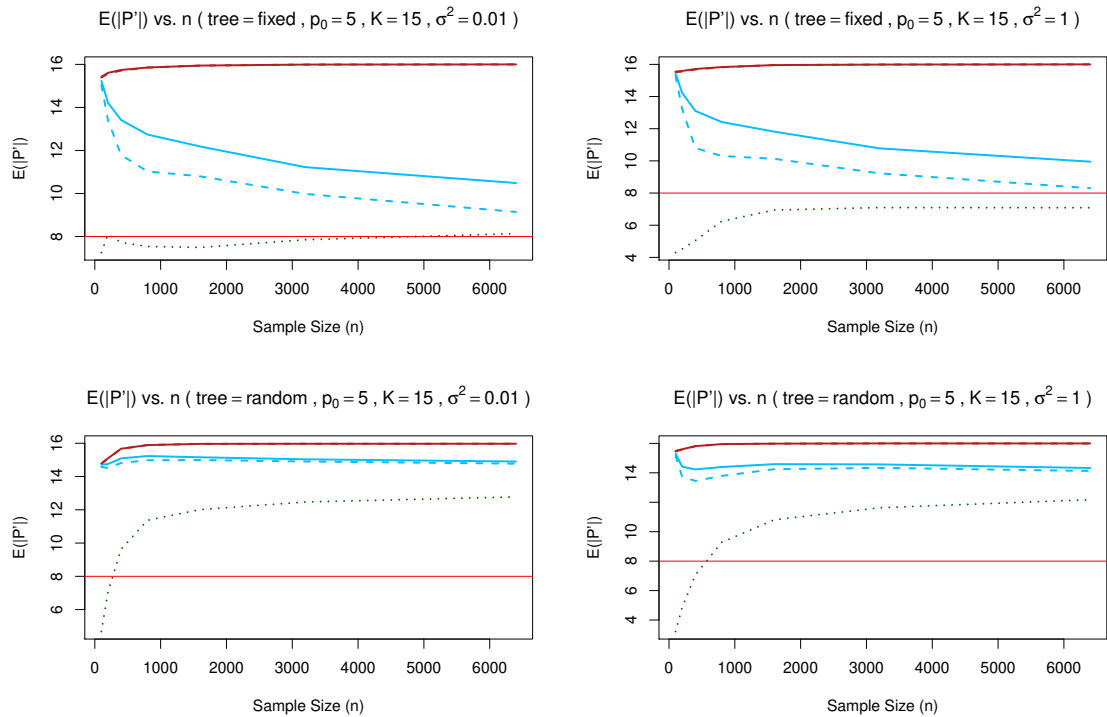 E(|P'|) vs. n ( tree = fixed , p₀ = 5 , K = 15 , σ² = 0.01 )
E(|P'|)
16
14
12
10
8
0 1000 2000 3000 4000 5000 6000
Sample Size (n)
E(|P'|) vs. n ( tree = fixed , p₀ = 5 , K = 15 , σ² = 1 )
E(|P'|)
16
14
12
10
8
6
4
0 1000 2000 3000 4000 5000 6000
Sample Size (n)
E(|P'|) vs. n ( tree = random , p₀ = 5 , K = 15 , σ² = 0.01 )
E(|P'|)
16
14
12
10
8
6
0 1000 2000 3000 4000 5000 6000
Sample Size (n)
E(|P'|) vs. n ( tree = random , p₀ = 5 , K = 15 , σ² = 1 )
E(|P'|)
14
12
10
8
6
4
0 1000 2000 3000 4000 5000 6000
Sample Size (n)